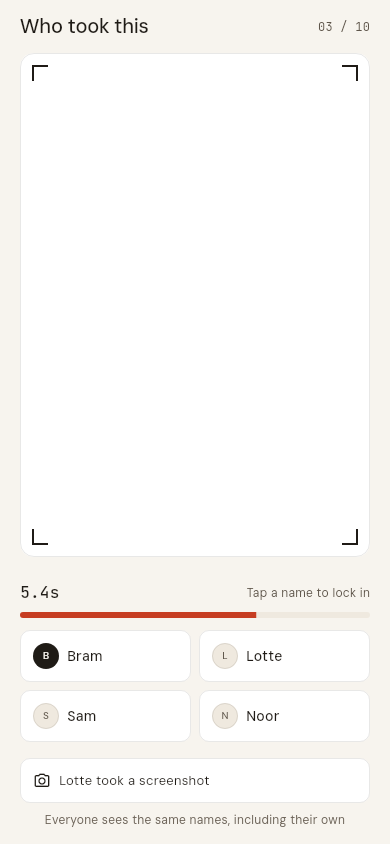 Who took this
03 / 10
5.4s
Tap a name to lock in
B Bram
L Lotte
S Sam
N Noor
Lotte took a screenshot
Everyone sees the same names, including their own